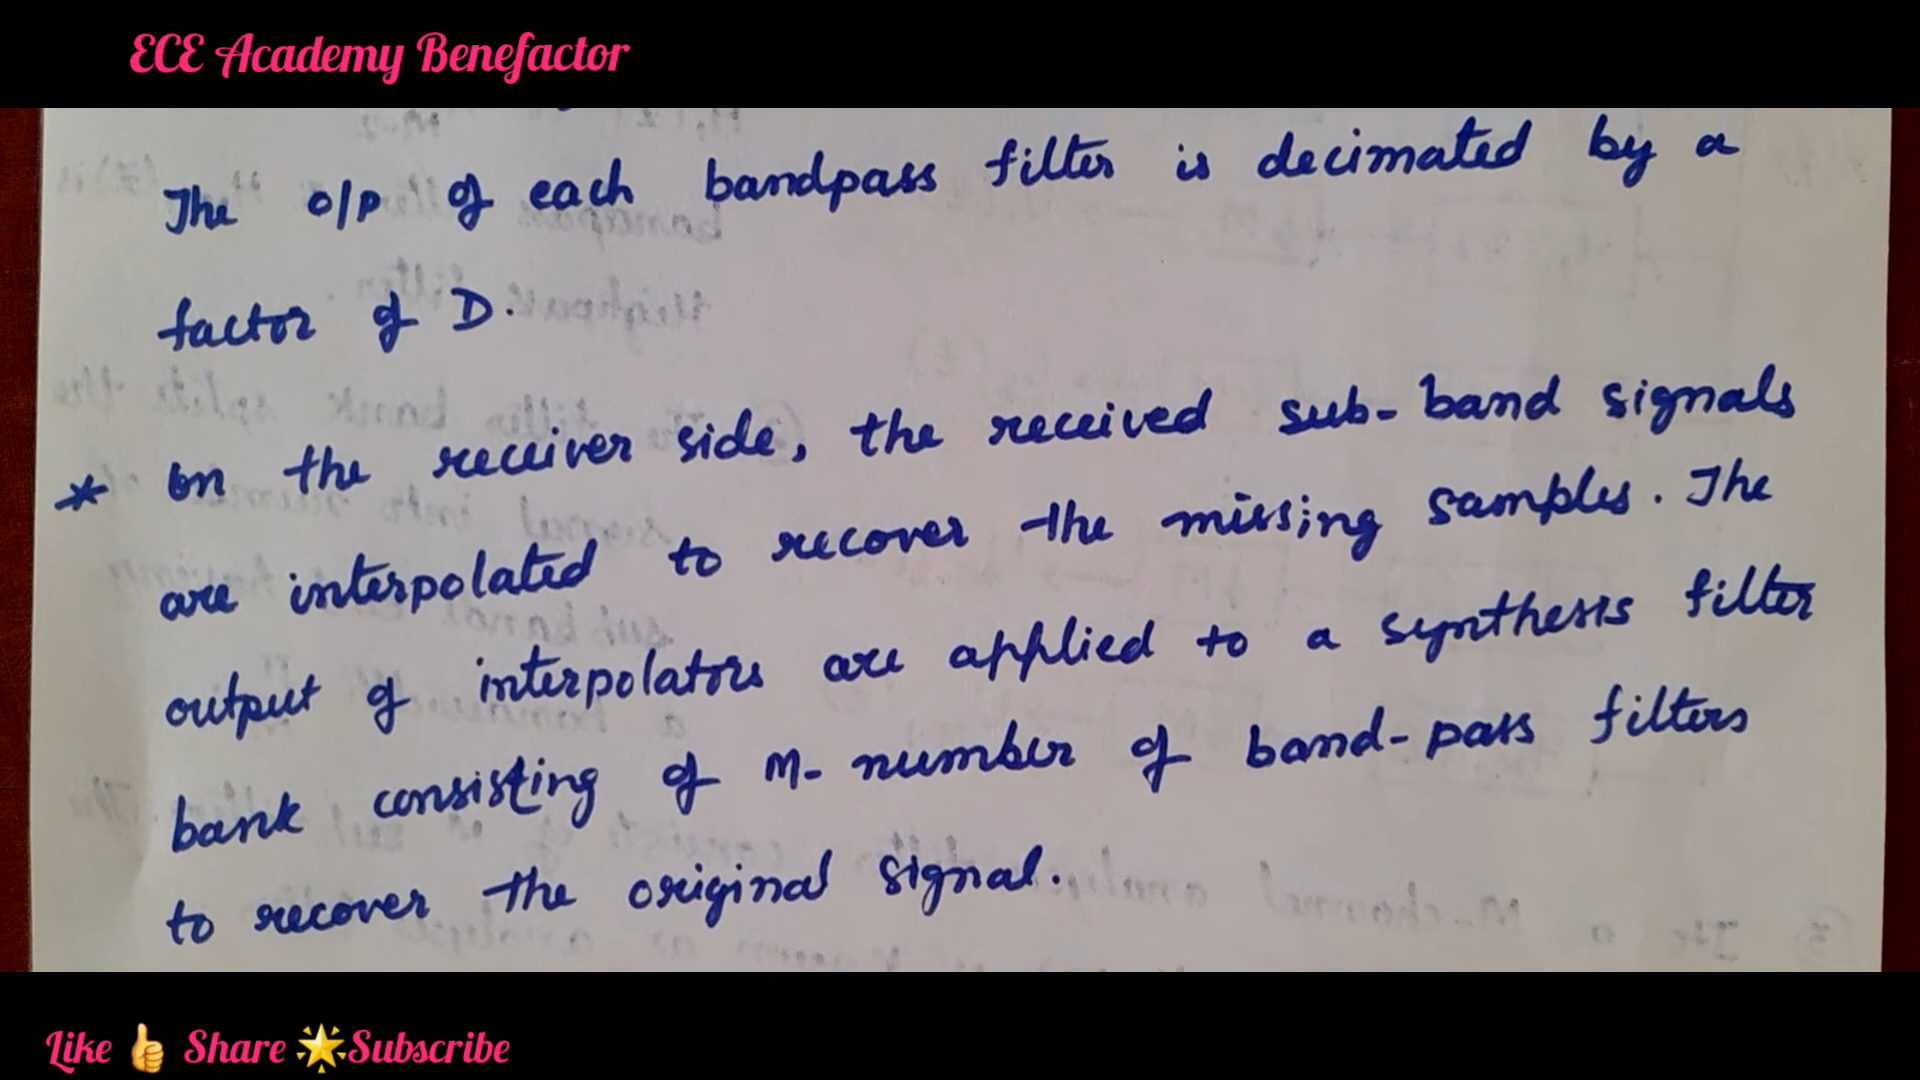 ECE Academy Benefactor
The o/p of each bandpass filter is decimated by a
factor of D.
* On the receiver side, the received sub-band signals
are interpolated to recover the missing samples. The
output of interpolators are applied to a synthesis filter
bank consisting of M- number of band-pass filters
to recover the original signal.
Like 👍 Share 🌟Subscribe